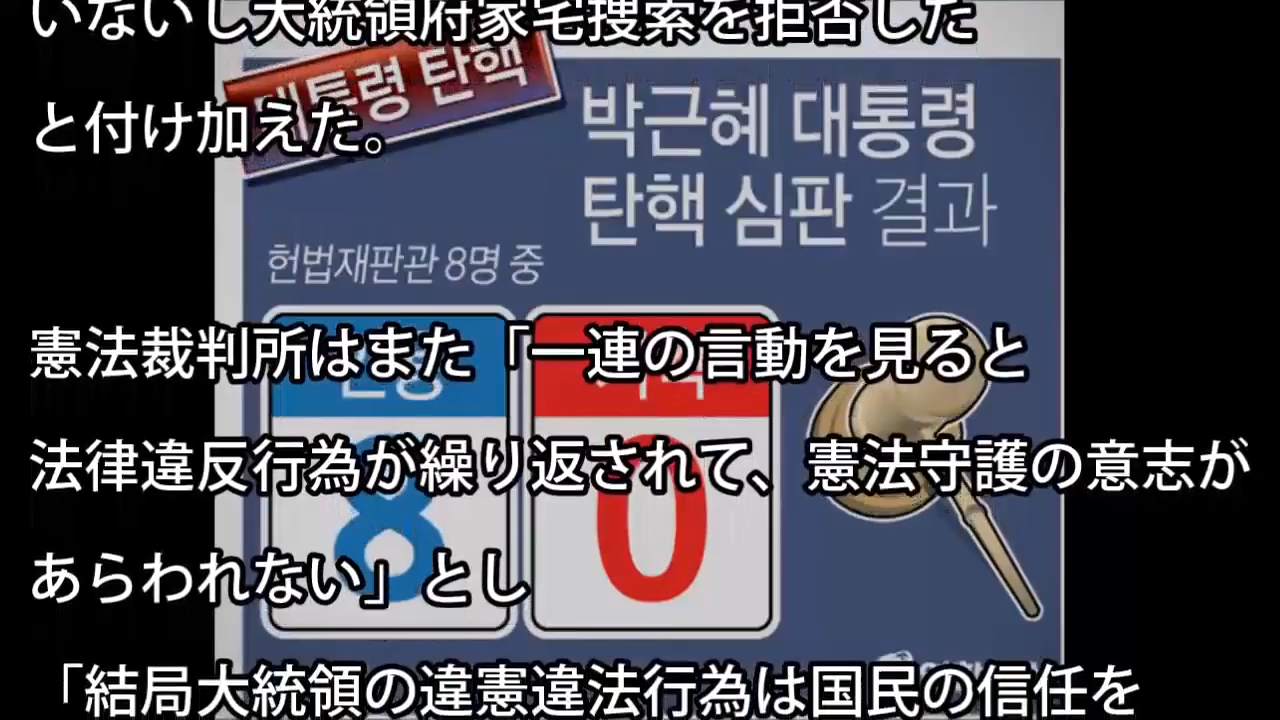 いないし大統領府家宅捜索を拒否した
と付け加えた。
대통령 탄핵
박근혜 대통령
탄핵 심판 결과
헌법재판관 8명 중
憲法裁判所はまた「一連の言動を見ると
法律違反行為が繰り返されて、憲法守護の意志が
8
0
あらわれない」とし
「結局大統領の違憲違法行為は国民の信任を